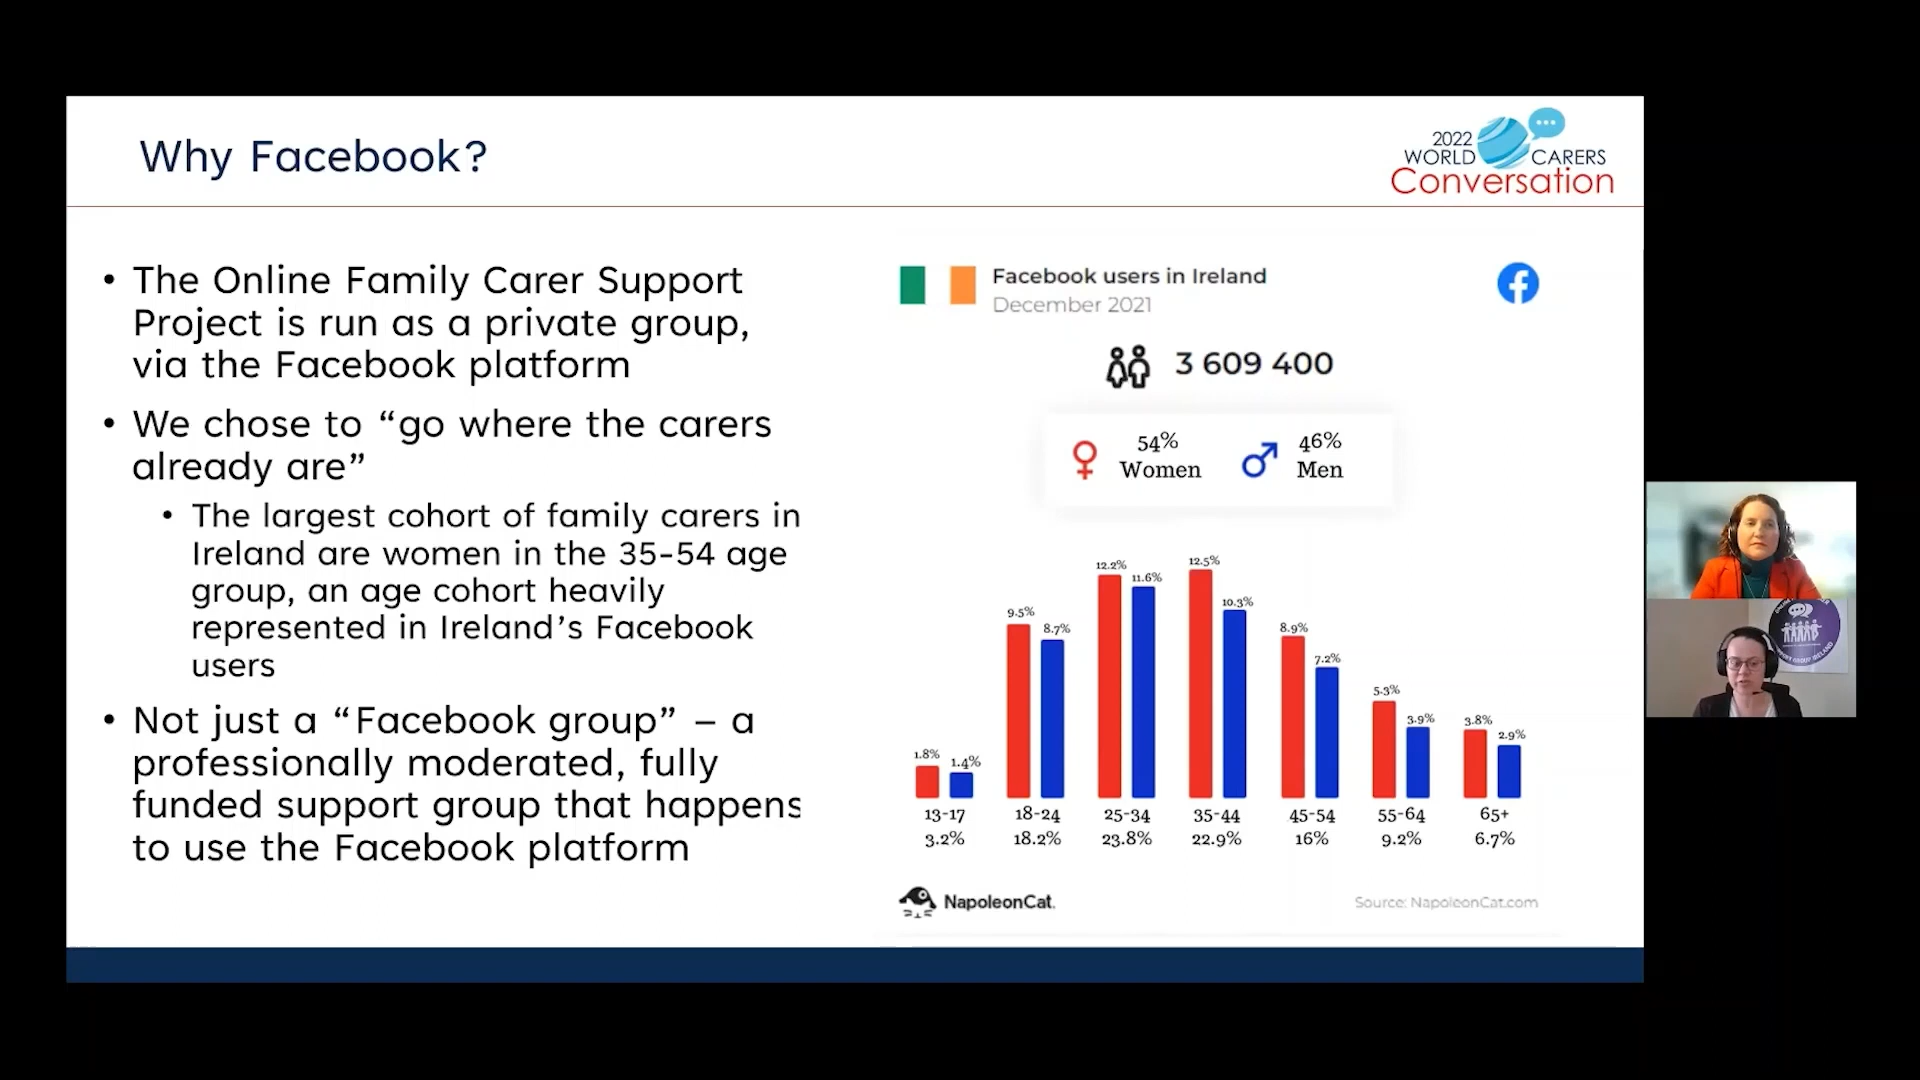 Why Facebook?
2022
WORLD CARERS
Conversation
• The Online Family Carer Support
Project is run as a private group,
via the Facebook platform
• We chose to “go where the carers
already are”
• The largest cohort of family carers in
Ireland are women in the 35-54 age
group, an age cohort heavily
represented in Ireland’s Facebook
users
• Not just a “Facebook group” – a
professionally moderated, fully
funded support group that happens
to use the Facebook platform
Facebook users in Ireland
December 2021
3 609 400
54%
Women
46%
Men
1.8% 1.4%
9.5% 8.7%
12.2% 11.6%
12.5% 10.3%
8.9% 7.2%
5.3% 3.9%
3.8% 2.9%
13-17 18-24 25-34 35-44 45-54 55-64 65+
3.2% 18.2% 23.8% 22.9% 16% 9.2% 6.7%
NapoleonCat.
Source: NapoleonCat.com
GROUP IRELAND